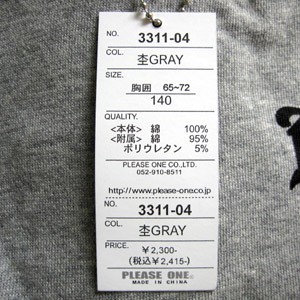 NO. 3311-04
COL. 杢GRAY
SIZE.
胸囲 65~72
140
QUALITY.
<本体> 綿 100%
<附属> 綿 95%
ポリウレタン 5%
PLEASE ONE CO.,LTD.
052-910-8511
http://www.please-one.co.jp
NO. 3311-04
COL. 杢GRAY
PRICE. ¥2,300-
(税込¥2,415-)
PLEASE ONE.
MADE IN CHINA